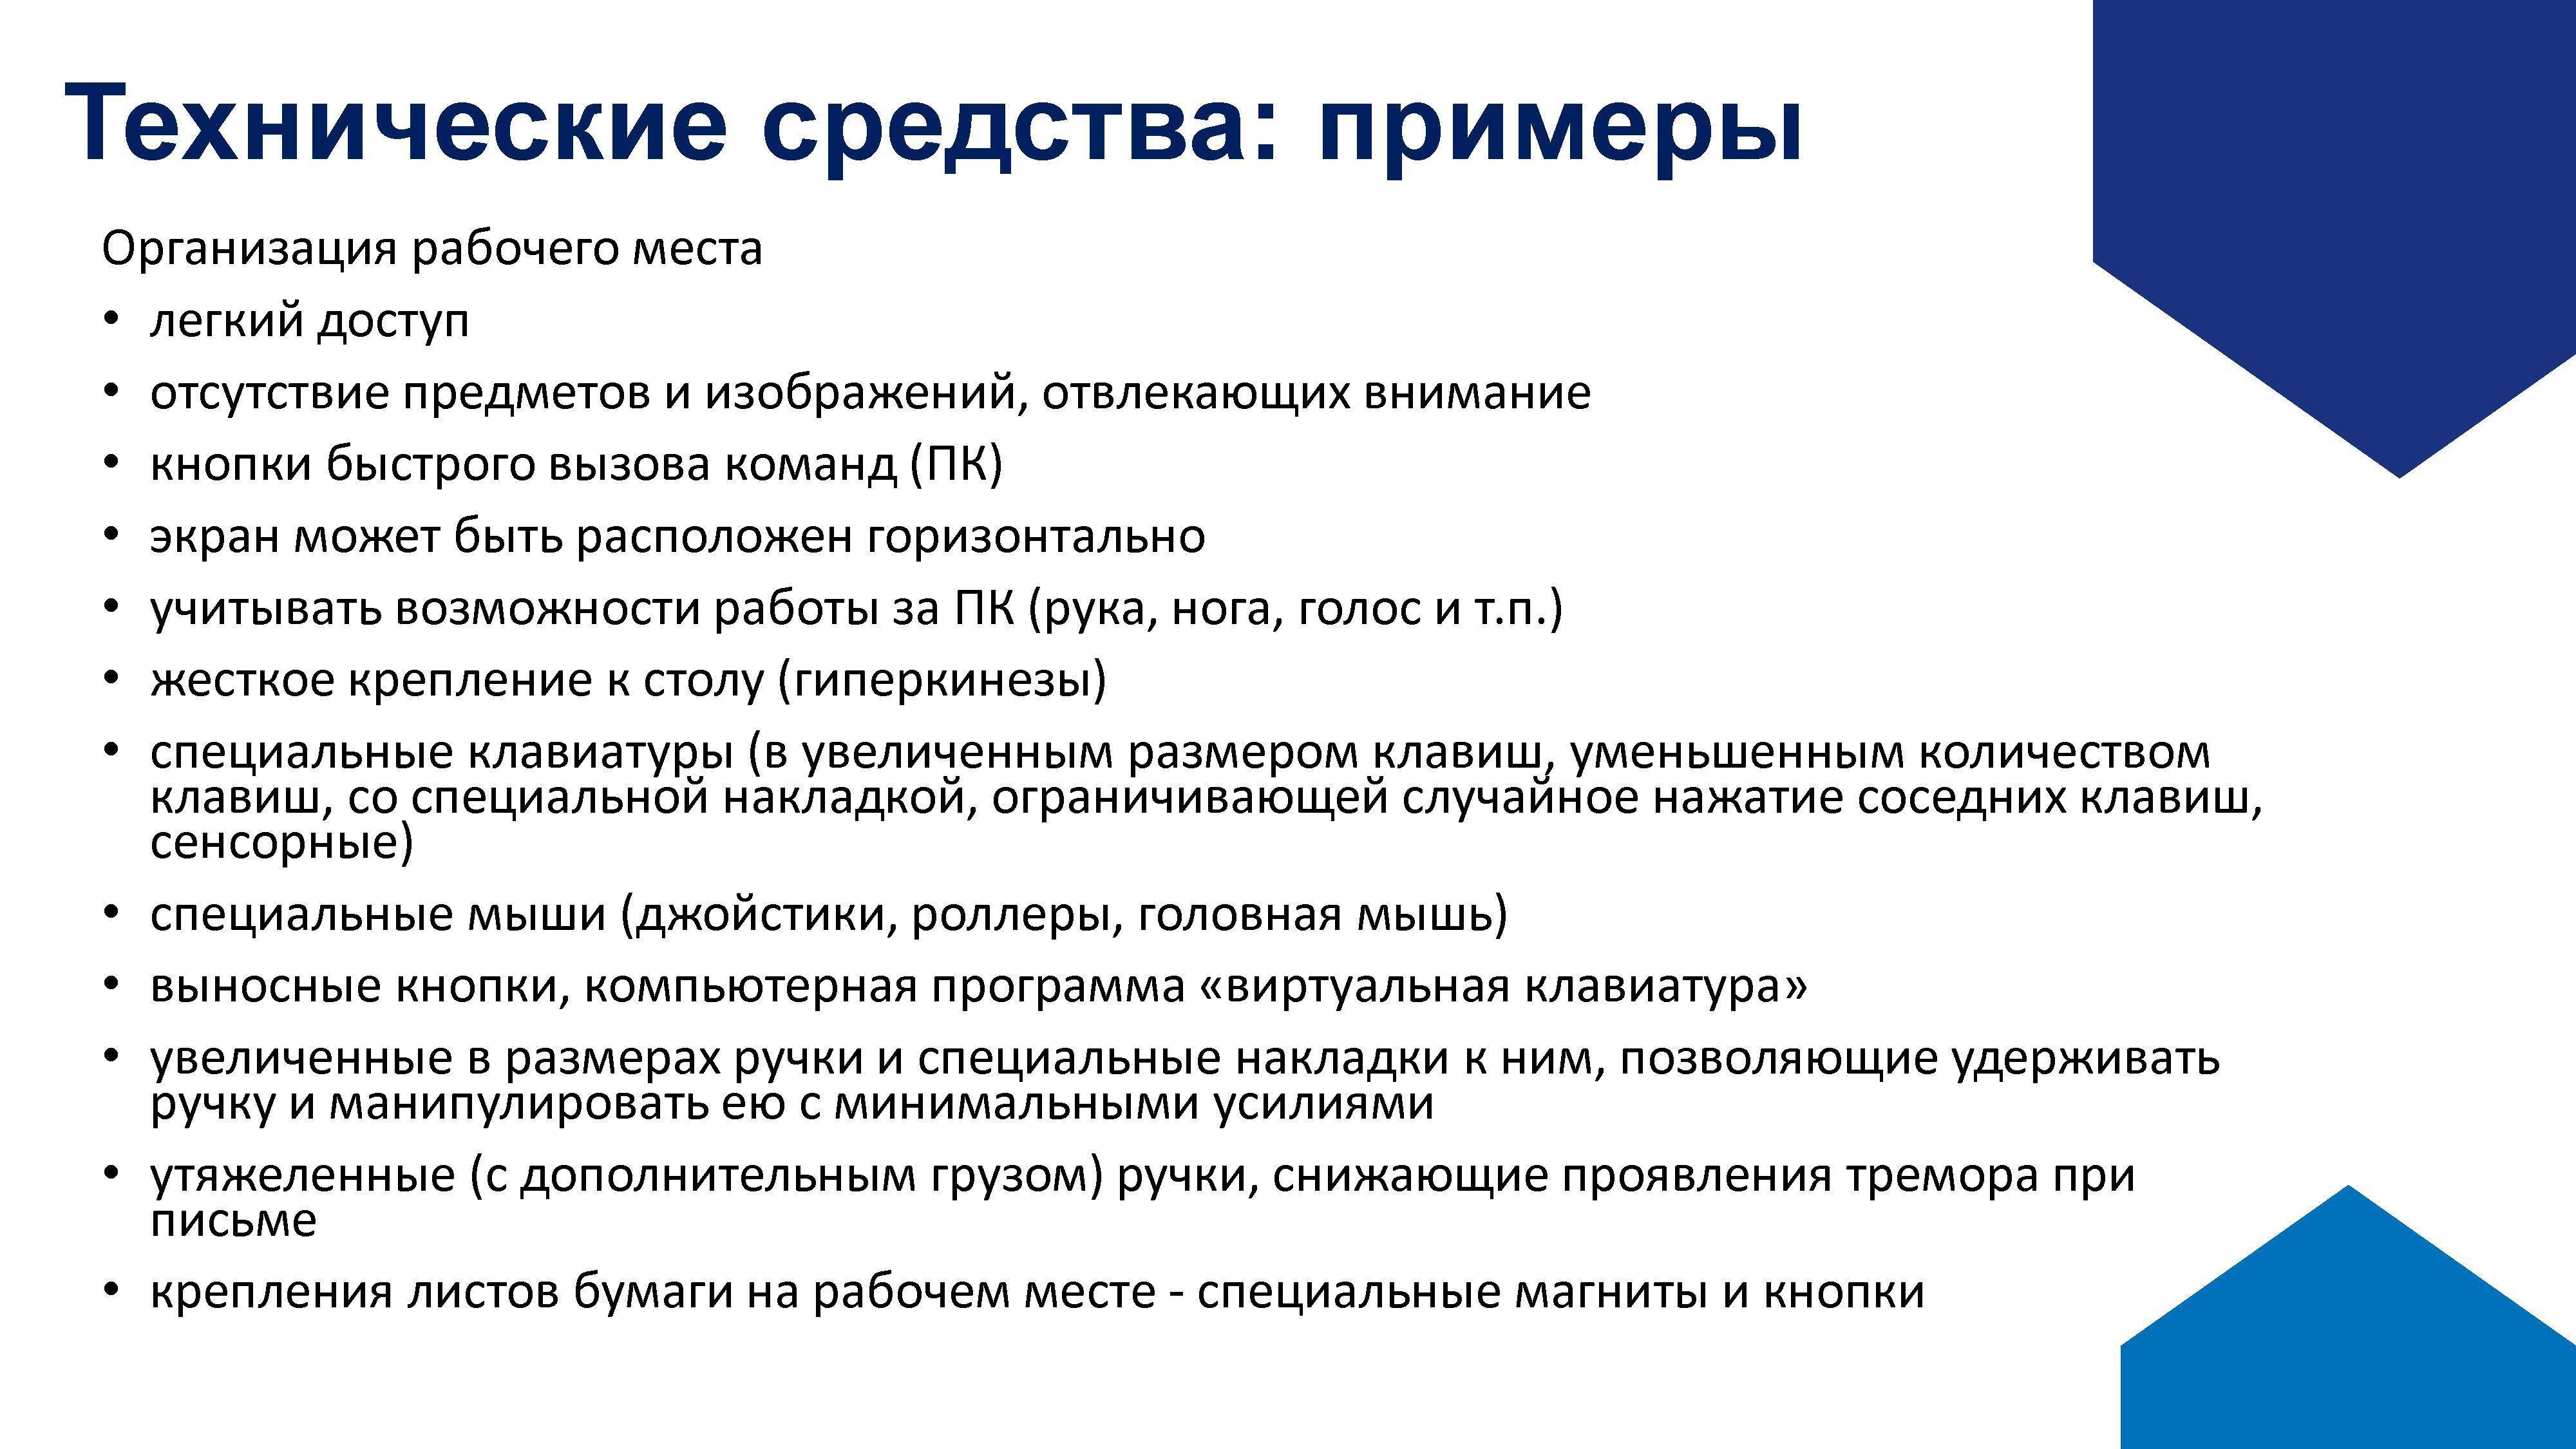 Технические средства: примеры
Организация рабочего места
• легкий доступ
• отсутствие предметов и изображений, отвлекающих внимание
• кнопки быстрого вызова команд (ПК)
• экран может быть расположен горизонтально
• учитывать возможности работы за ПК (рука, нога, голос и т.п.)
• жесткое крепление к столу (гиперкинезы)
• специальные клавиатуры (в увеличенным размером клавиш, уменьшенным количеством
клавиш, со специальной накладкой, ограничивающей случайное нажатие соседних клавиш,
сенсорные)
• специальные мыши (джойстики, роллеры, головная мышь)
• выносные кнопки, компьютерная программа «виртуальная клавиатура»
• увеличенные в размерах ручки и специальные накладки к ним, позволяющие удерживать
ручку и манипулировать ею с минимальными усилиями
• утяжеленные (с дополнительным грузом) ручки, снижающие проявления тремора при
письме
• крепления листов бумаги на рабочем месте - специальные магниты и кнопки